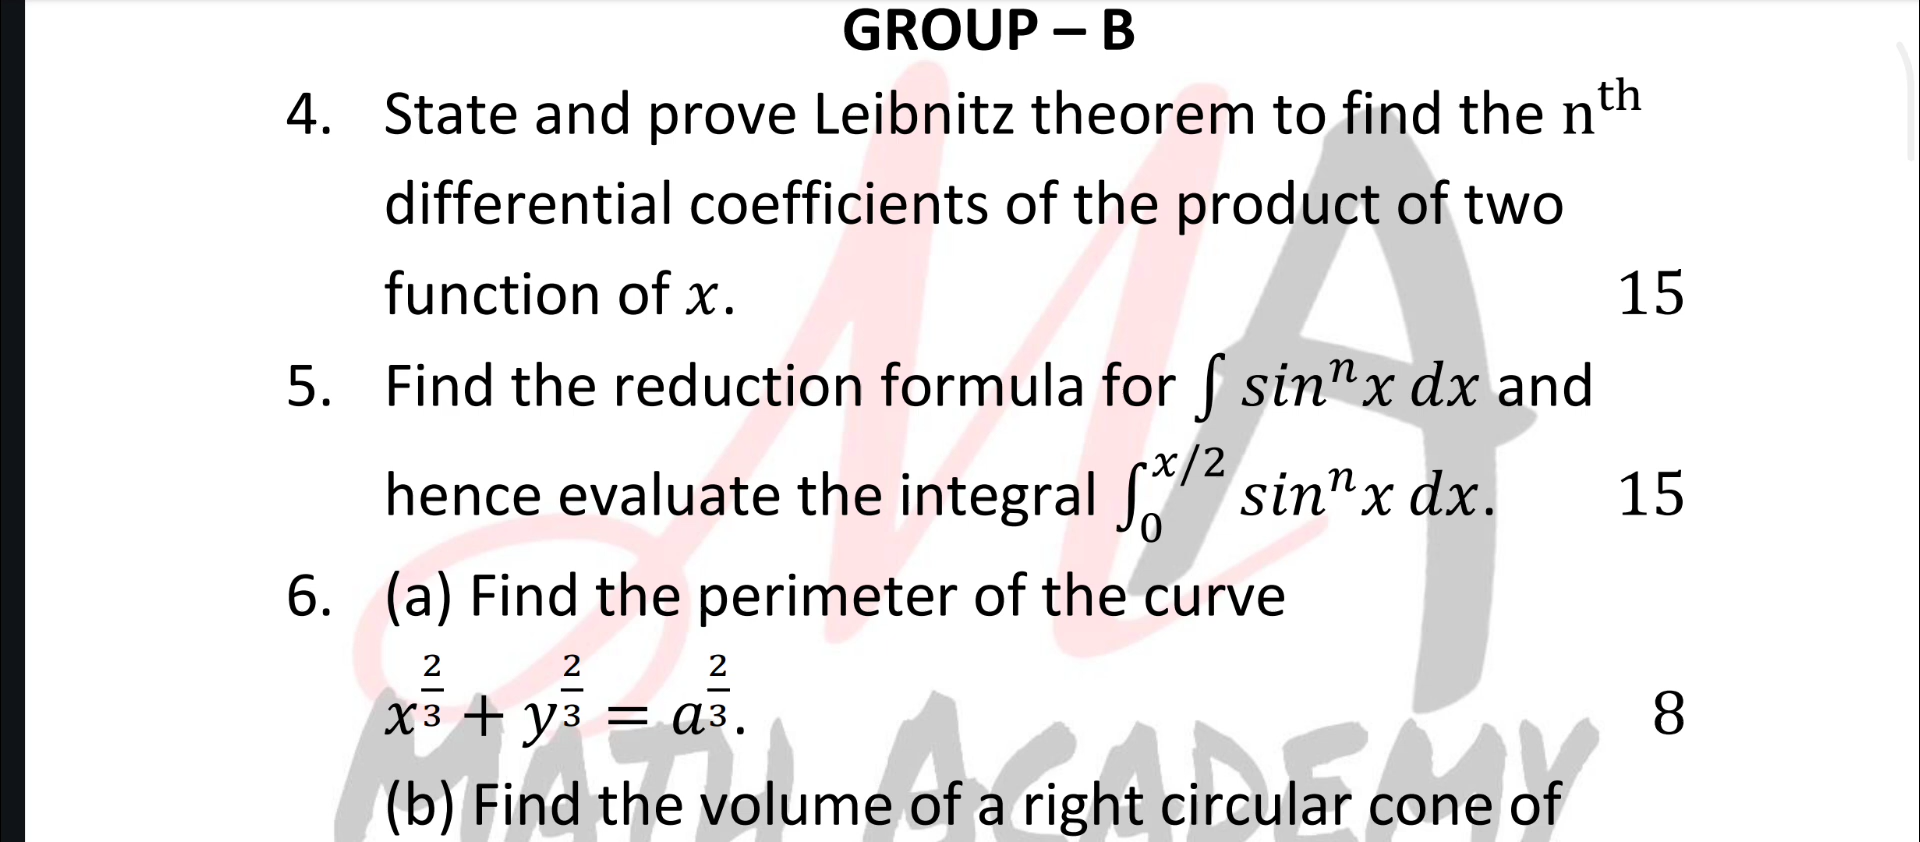 GROUP – B
4. State and prove Leibnitz theorem to find the nᵗʰ
differential coefficients of the product of two
function of x. 15
5. Find the reduction formula for ∫ sinⁿx dx and
hence evaluate the integral ∫₀^{x/2} sinⁿx dx. 15
6. (a) Find the perimeter of the curve
x^{2/3} + y^{2/3} = a^{2/3}. 8
(b) Find the volume of a right circular cone of
MA
MATH ACADEMY